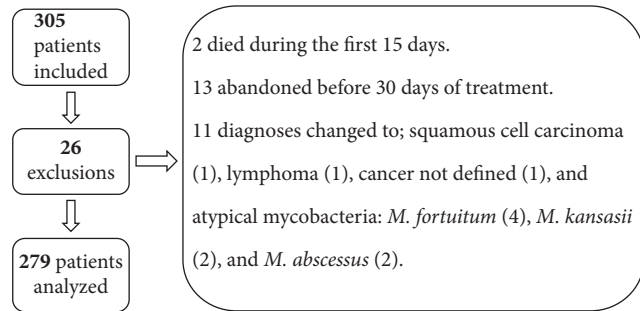 305
patients
included
26
exclusions
279 patients
analyzed
2 died during the first 15 days.
13 abandoned before 30 days of treatment.
11 diagnoses changed to; squamous cell carcinoma
(1), lymphoma (1), cancer not defined (1), and
atypical mycobacteria: M. fortuitum (4), M. kansasii
(2), and M. abscessus (2).